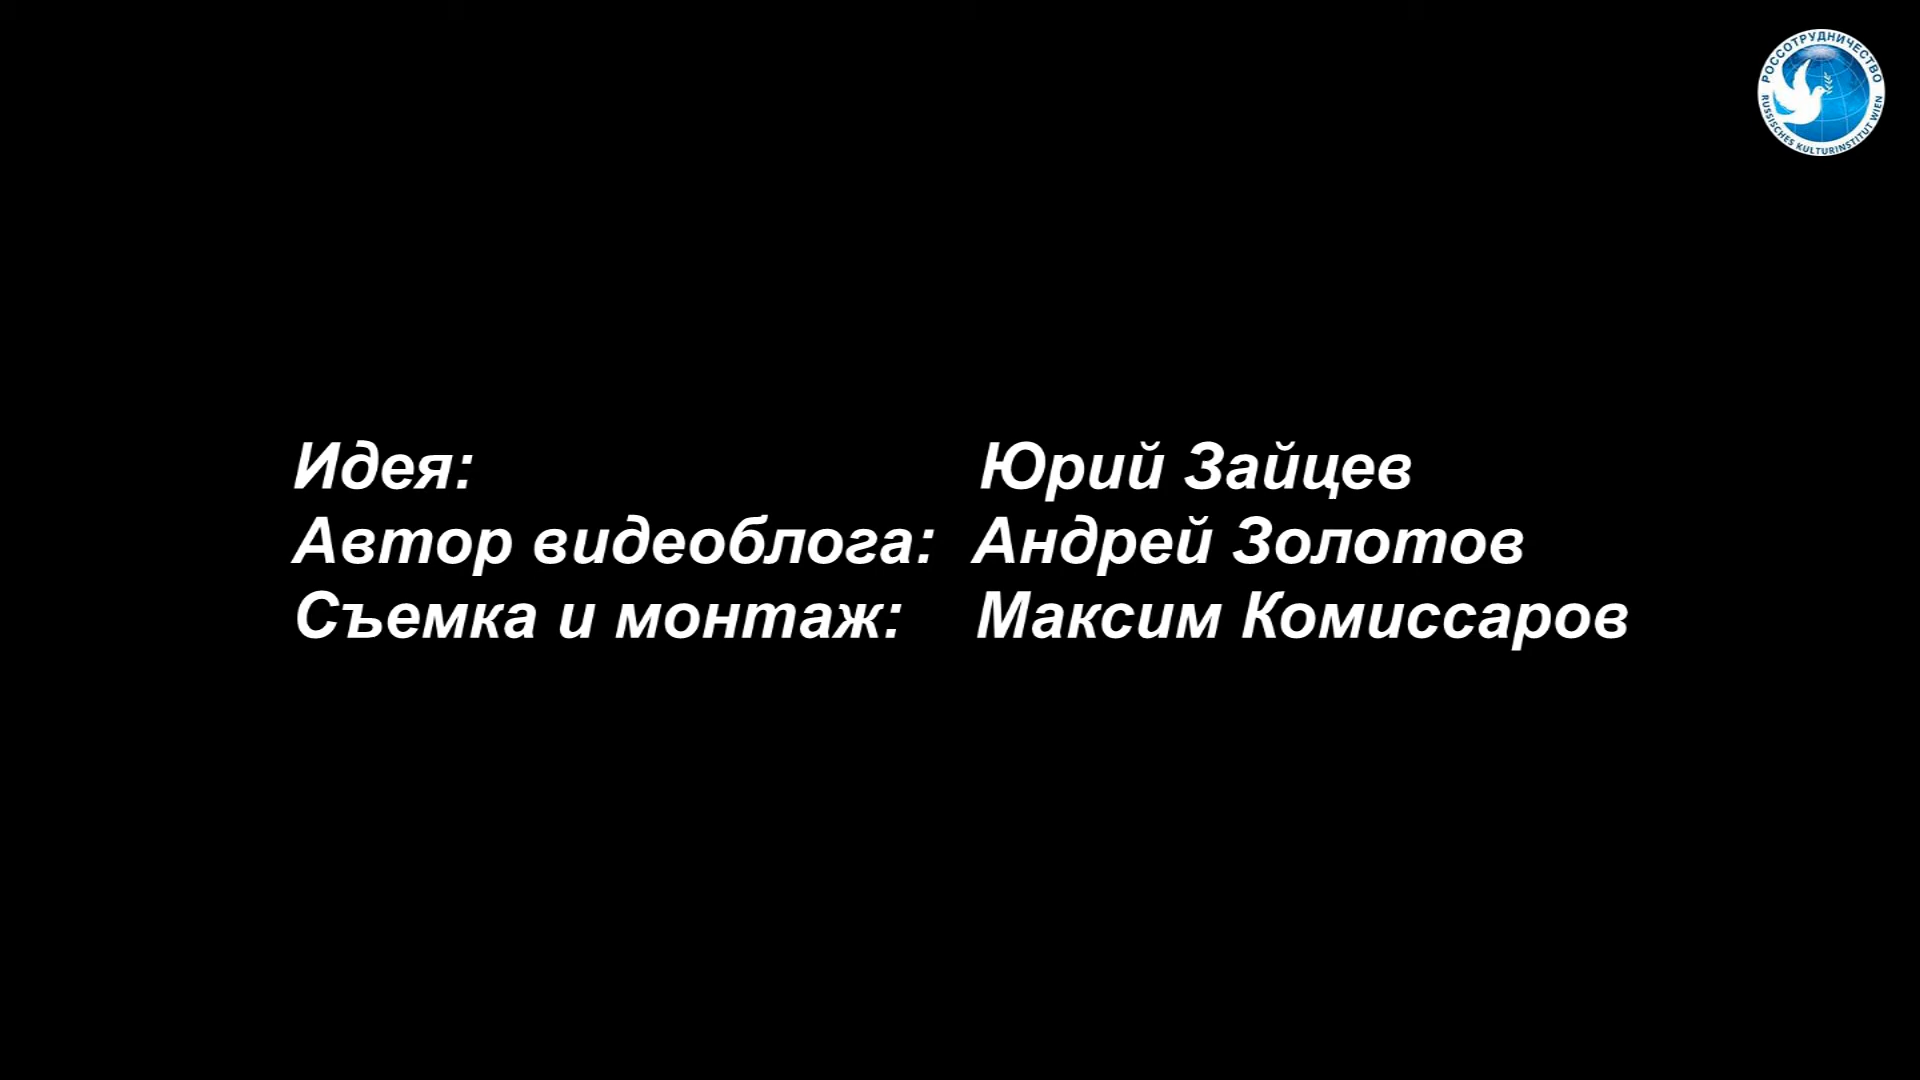 РОССОТРУДНИЧЕСТВО
RUSSISCHES KULTURINSTITUT WIEN
Идея: Юрий Зайцев
Автор видеоблога: Андрей Золотов
Съемка и монтаж: Максим Комиссаров